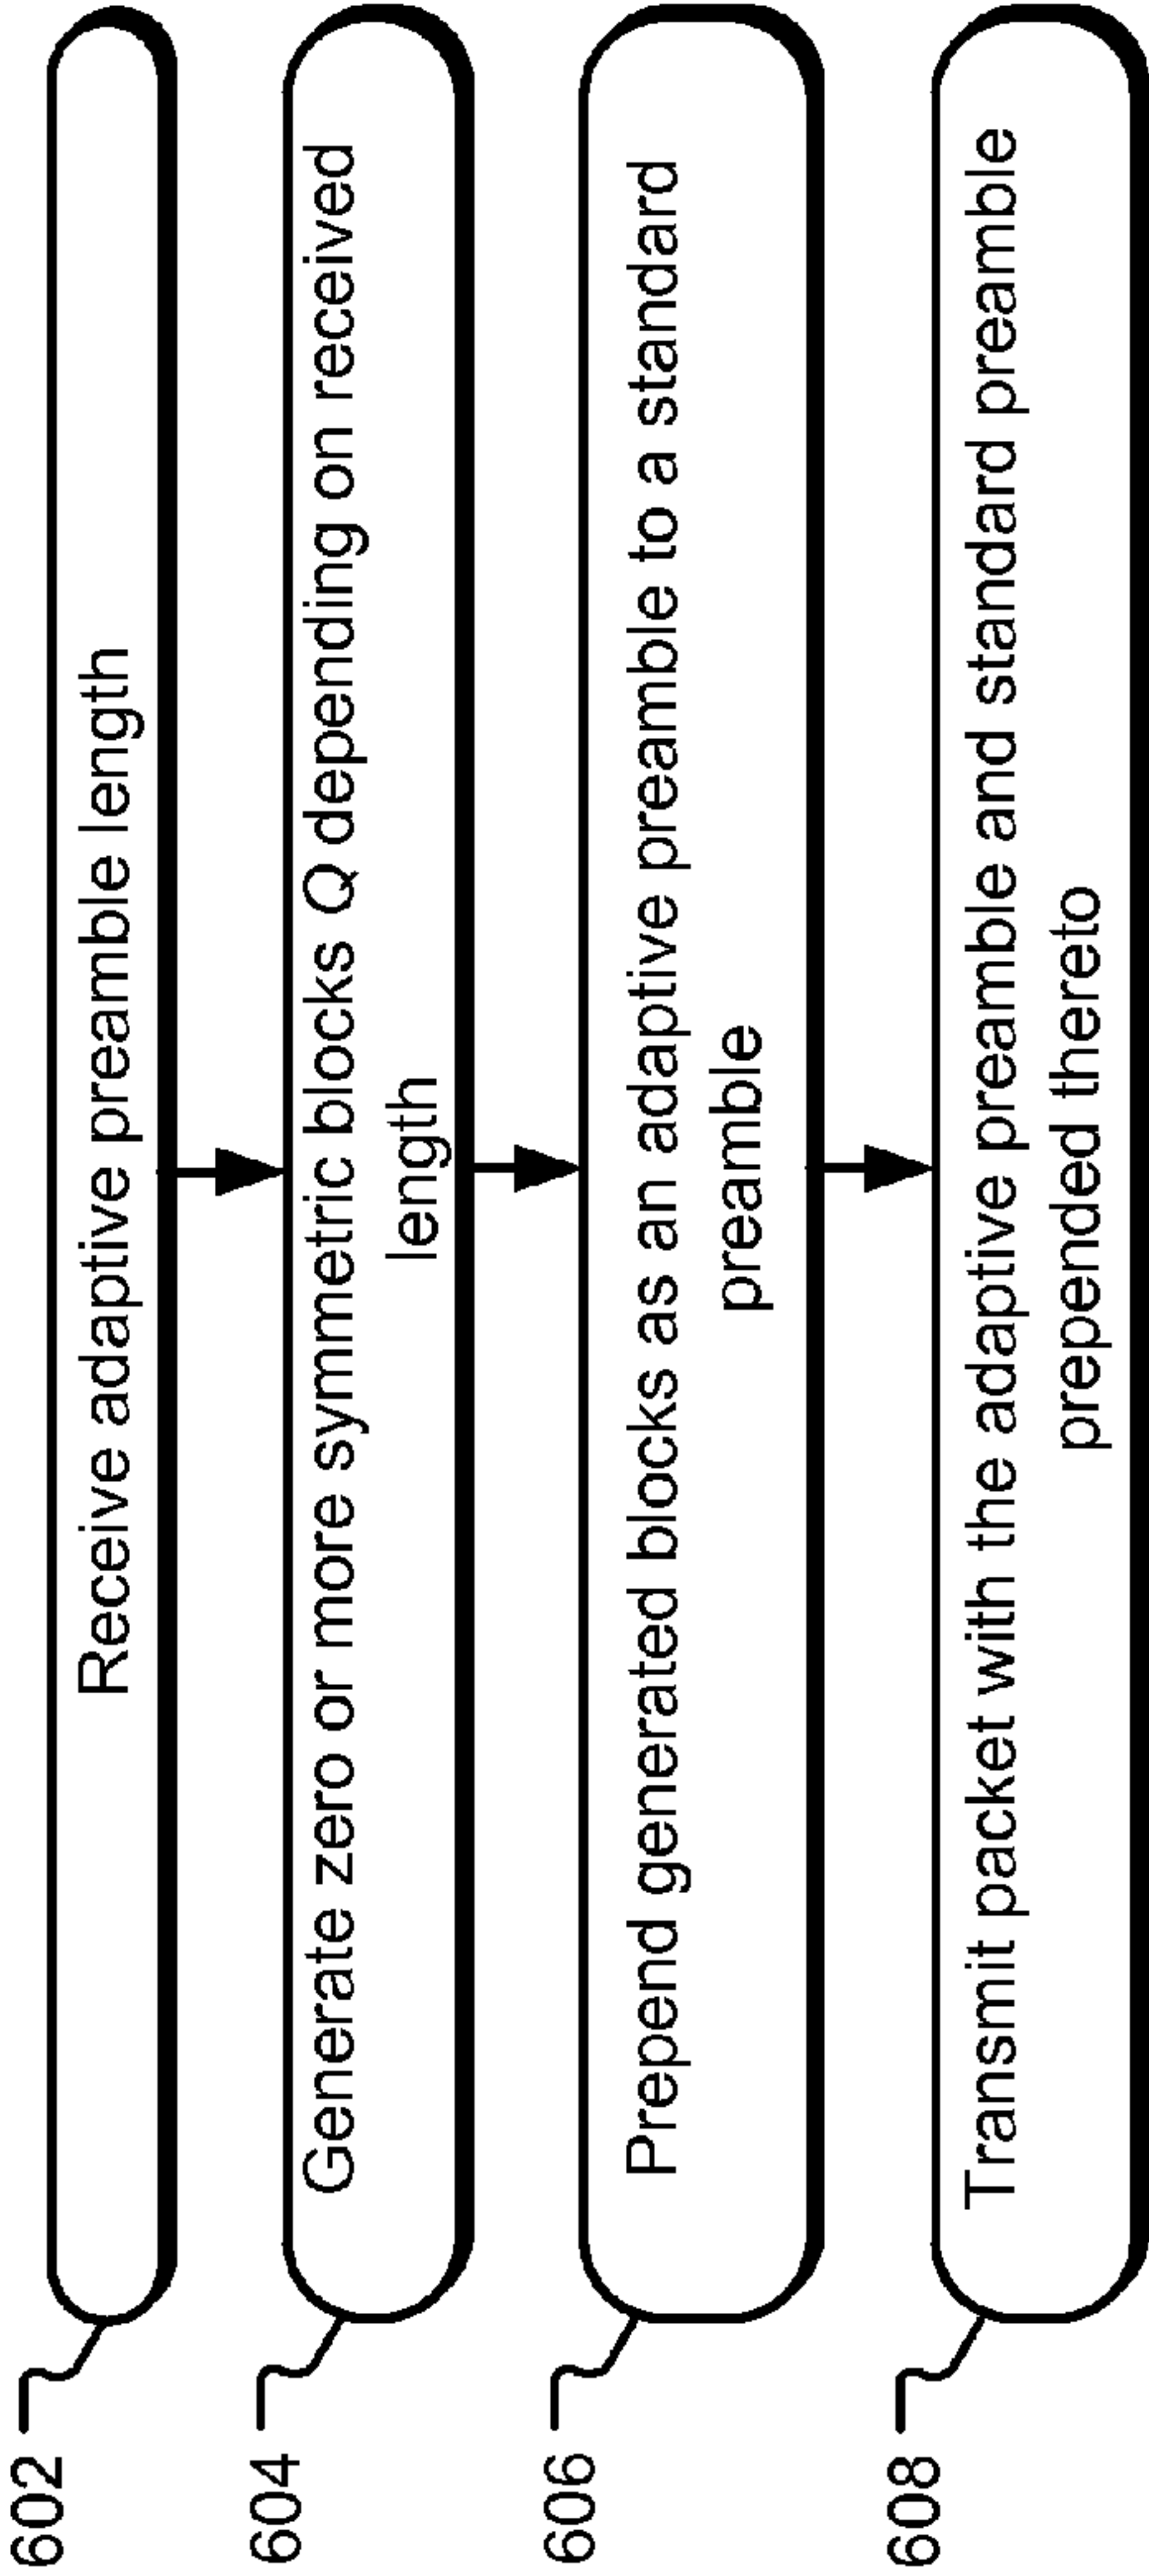 602
Receive adaptive preamble length
604
Generate zero or more symmetric blocks Q depending on received
length
606
Prepend generated blocks as an adaptive preamble to a standard
preamble
608
Transmit packet with the adaptive preamble and standard preamble
prepended thereto